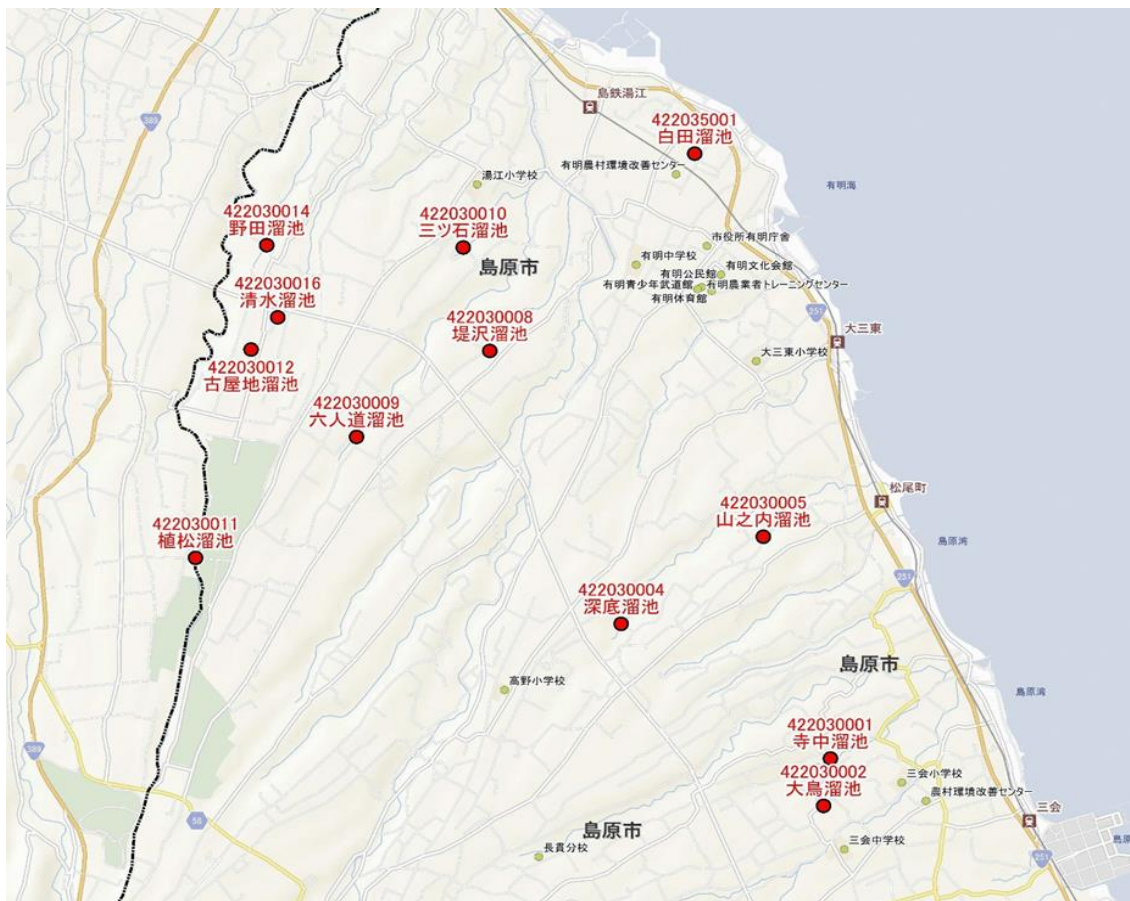 島鉄湯江
389
422035001
白田溜池
有明農村環境改善センター
湯江小学校
有明海
422030014
野田溜池
422030010
三ツ石溜池
島原市
市役所有明庁舎
有明中学校
有明文化会館
有明公民館
有明青少年武道館
有明農業者トレーニングセンター
有明体育館
422030016
清水溜池
422030008
堤沢溜池
251
大三東
大三東小学校
422030012
古屋地溜池
422030009
六人道溜池
松尾町
422030005
山之内溜池
422030011
植松溜池
島原湾
251
422030004
深底溜池
島原市
高野小学校
島原湾
389
422030001
寺中溜池
422030002
大鳥溜池
三会小学校
農村環境改善センター
58
島原市
三会
三会中学校
長貫分校
251